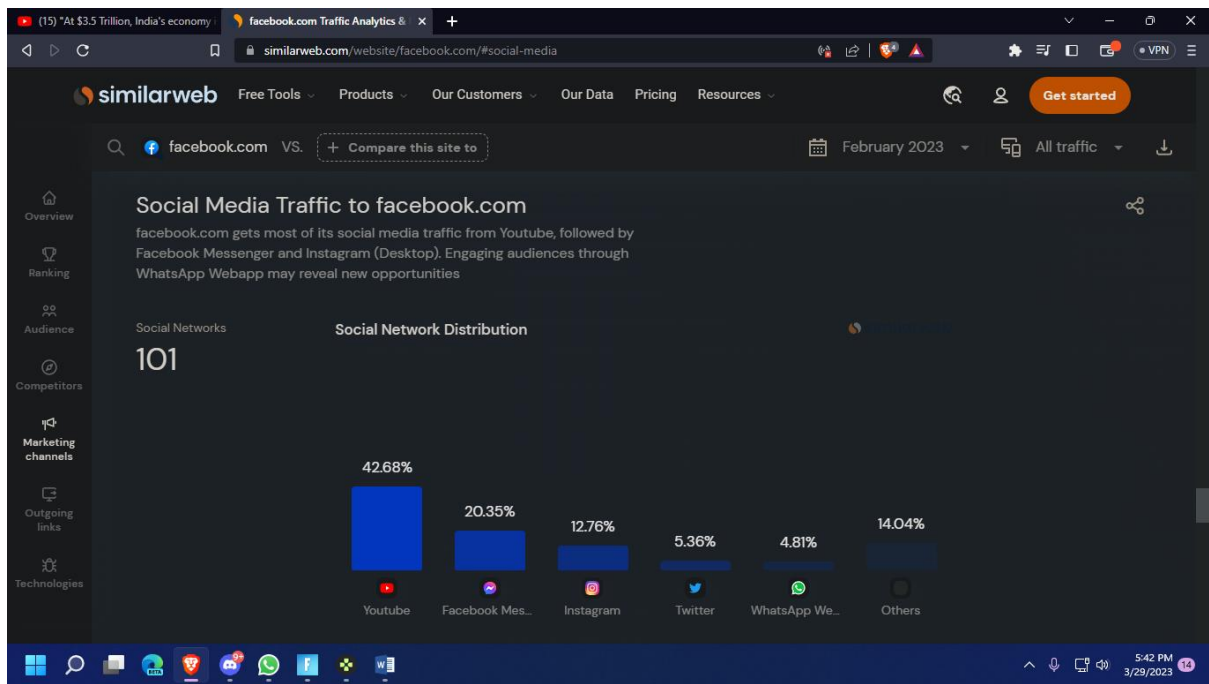 (15) "At $3.5 Trillion, India's economy i
facebook.com Traffic Analytics &
similarweb.com/website/facebook.com/#social-media
VPN
similarweb
Free Tools
Products
Our Customers
Our Data
Pricing
Resources
Get started
facebook.com VS. + Compare this site to
February 2023
All traffic
Overview
Ranking
Audience
Competitors
Marketing
channels
Outgoing
links
Technologies
Social Media Traffic to facebook.com
facebook.com gets most of its social media traffic from Youtube, followed by
Facebook Messenger and Instagram (Desktop). Engaging audiences through
WhatsApp Webapp may reveal new opportunities
Social Networks
101
Social Network Distribution
42.68%
20.35%
12.76%
5.36%
4.81%
14.04%
Youtube
Facebook Mes...
Instagram
Twitter
WhatsApp We...
Others
5:42 PM
3/29/2023
14